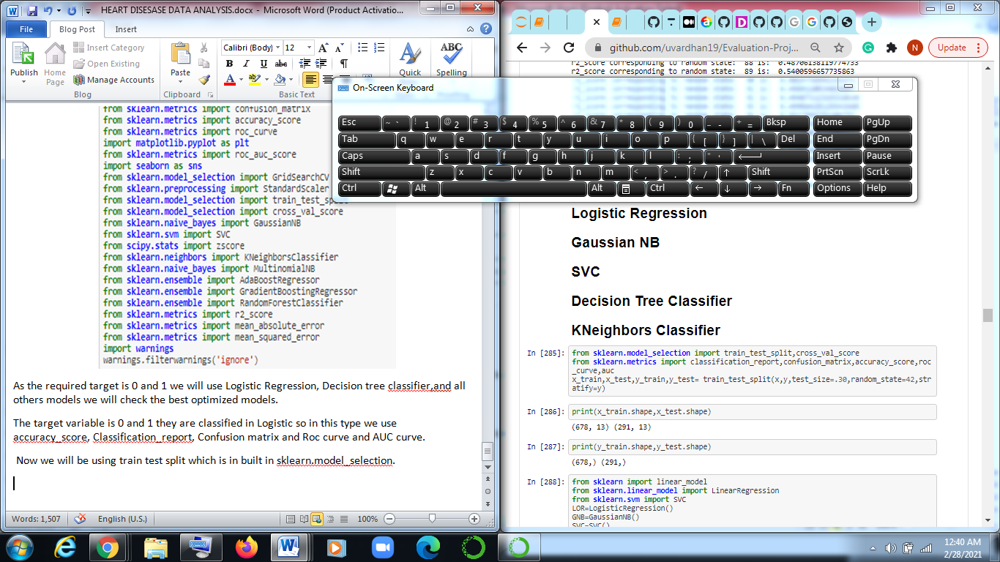 HEART DISESASE DATA ANALYSIS.docx - Microsoft Word (Product Activatio...
File
Blog Post
Insert
Publish
Home Page
Insert Category
Open Existing
Manage Accounts
Blog
Paste
Clipboard
Calibri (Body)
12
B I U abc
Basic Text
Quick
ABC
Spelling
from sklearn.metrics import confusion_matrix
from sklearn.metrics import accuracy_score
from sklearn.metrics import roc_curve
import matplotlib.pyplot as plt
from sklearn.metrics import roc_auc_score
import seaborn as sns
from sklearn.model_selection import GridSearchCV
from sklearn.preprocessing import StandardScaler
from sklearn.model_selection import train_test_split
from sklearn.model_selection import cross_val_score
from sklearn.naive_bayes import GaussianNB
from sklearn.svm import SVC
from scipy.stats import zscore
from sklearn.neighbors import KNeighborsClassifier
from sklearn.naive_bayes import MultinomialNB
from sklearn.ensemble import AdaBoostRegressor
from sklearn.ensemble import GradientBoostingRegressor
from sklearn.ensemble import RandomForestClassifier
from sklearn.metrics import r2_score
from sklearn.metrics import mean_absolute_error
from sklearn.metrics import mean_squared_error
import warnings
warnings.filterwarnings('ignore')
As the required target is 0 and 1 we will use Logistic Regression, Decision tree classifier,and all
others models we will check the best optimized models.
The target variable is 0 and 1 they are classified in Logistic so in this type we use
accuracy_score, Classification_report, Confusion matrix and Roc curve and AUC curve.
Now we will be using train test split which is in built in sklearn.model_selection.
Words: 1,507
English (U.S.)
100%
github.com/uvardhan19/Evaluation-Proj...
N
Update
r2_score corresponding to random state: 88 is: 0.48706138119774733
r2_score corresponding to random state: 89 is: 0.5400596657735863
On-Screen Keyboard
Esc ~ ` ! 1 @ 2 # 3 $ 4 % 5 ^ 6 & 7 * 8 ( 9 ) 0 _ - + = Bksp Home PgUp
Tab q w e r t y u i o p { [ } ] | \ Del End PgDn
Caps a s d f g h j k l : ; " ' Insert Pause
Shift z x c v b n m < , > . ? / ↑ Shift PrtScn ScrLk
Ctrl Alt Alt Ctrl ← ↓ → Fn Options Help
Logistic Regression
Gaussian NB
SVC
Decision Tree Classifier
KNeighbors Classifier
In [285]: from sklearn.model_selection import train_test_split,cross_val_score
from sklearn.metrics import classification_report,confusion_matrix,accuracy_score,roc
_curve,auc
x_train,x_test,y_train,y_test= train_test_split(x,y,test_size=.30,random_state=42,str
atify=y)
In [286]: print(x_train.shape,x_test.shape)
(678, 13) (291, 13)
In [287]: print(y_train.shape,y_test.shape)
(678,) (291,)
In [288]: from sklearn import linear_model
from sklearn.linear_model import LinearRegression
from sklearn.svm import SVC
LOR=LogisticRegression()
GNB=GaussianNB()
SVC=SVC()
12:40 AM
2/28/2021